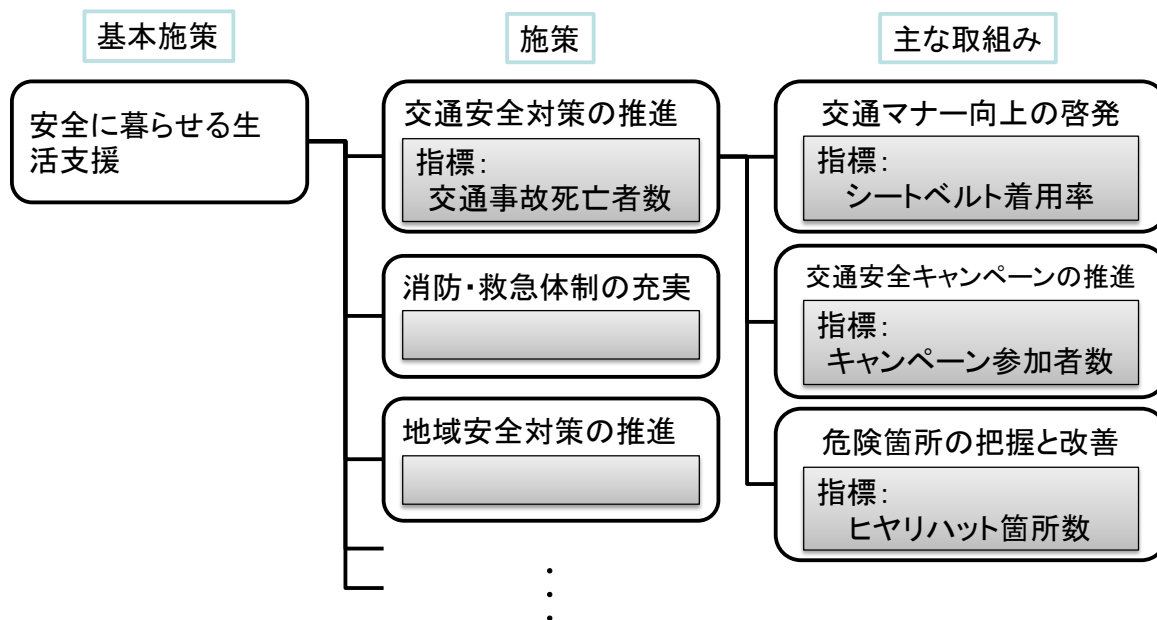 基本施策
施策
主な取組み
安全に暮らせる生
活支援
交通安全対策の推進
指標：
交通事故死亡者数
消防・救急体制の充実
地域安全対策の推進
交通マナー向上の啓発
指標：
シートベルト着用率
交通安全キャンペーンの推進
指標：
キャンペーン参加者数
危険箇所の把握と改善
指標：
ヒヤリハット箇所数